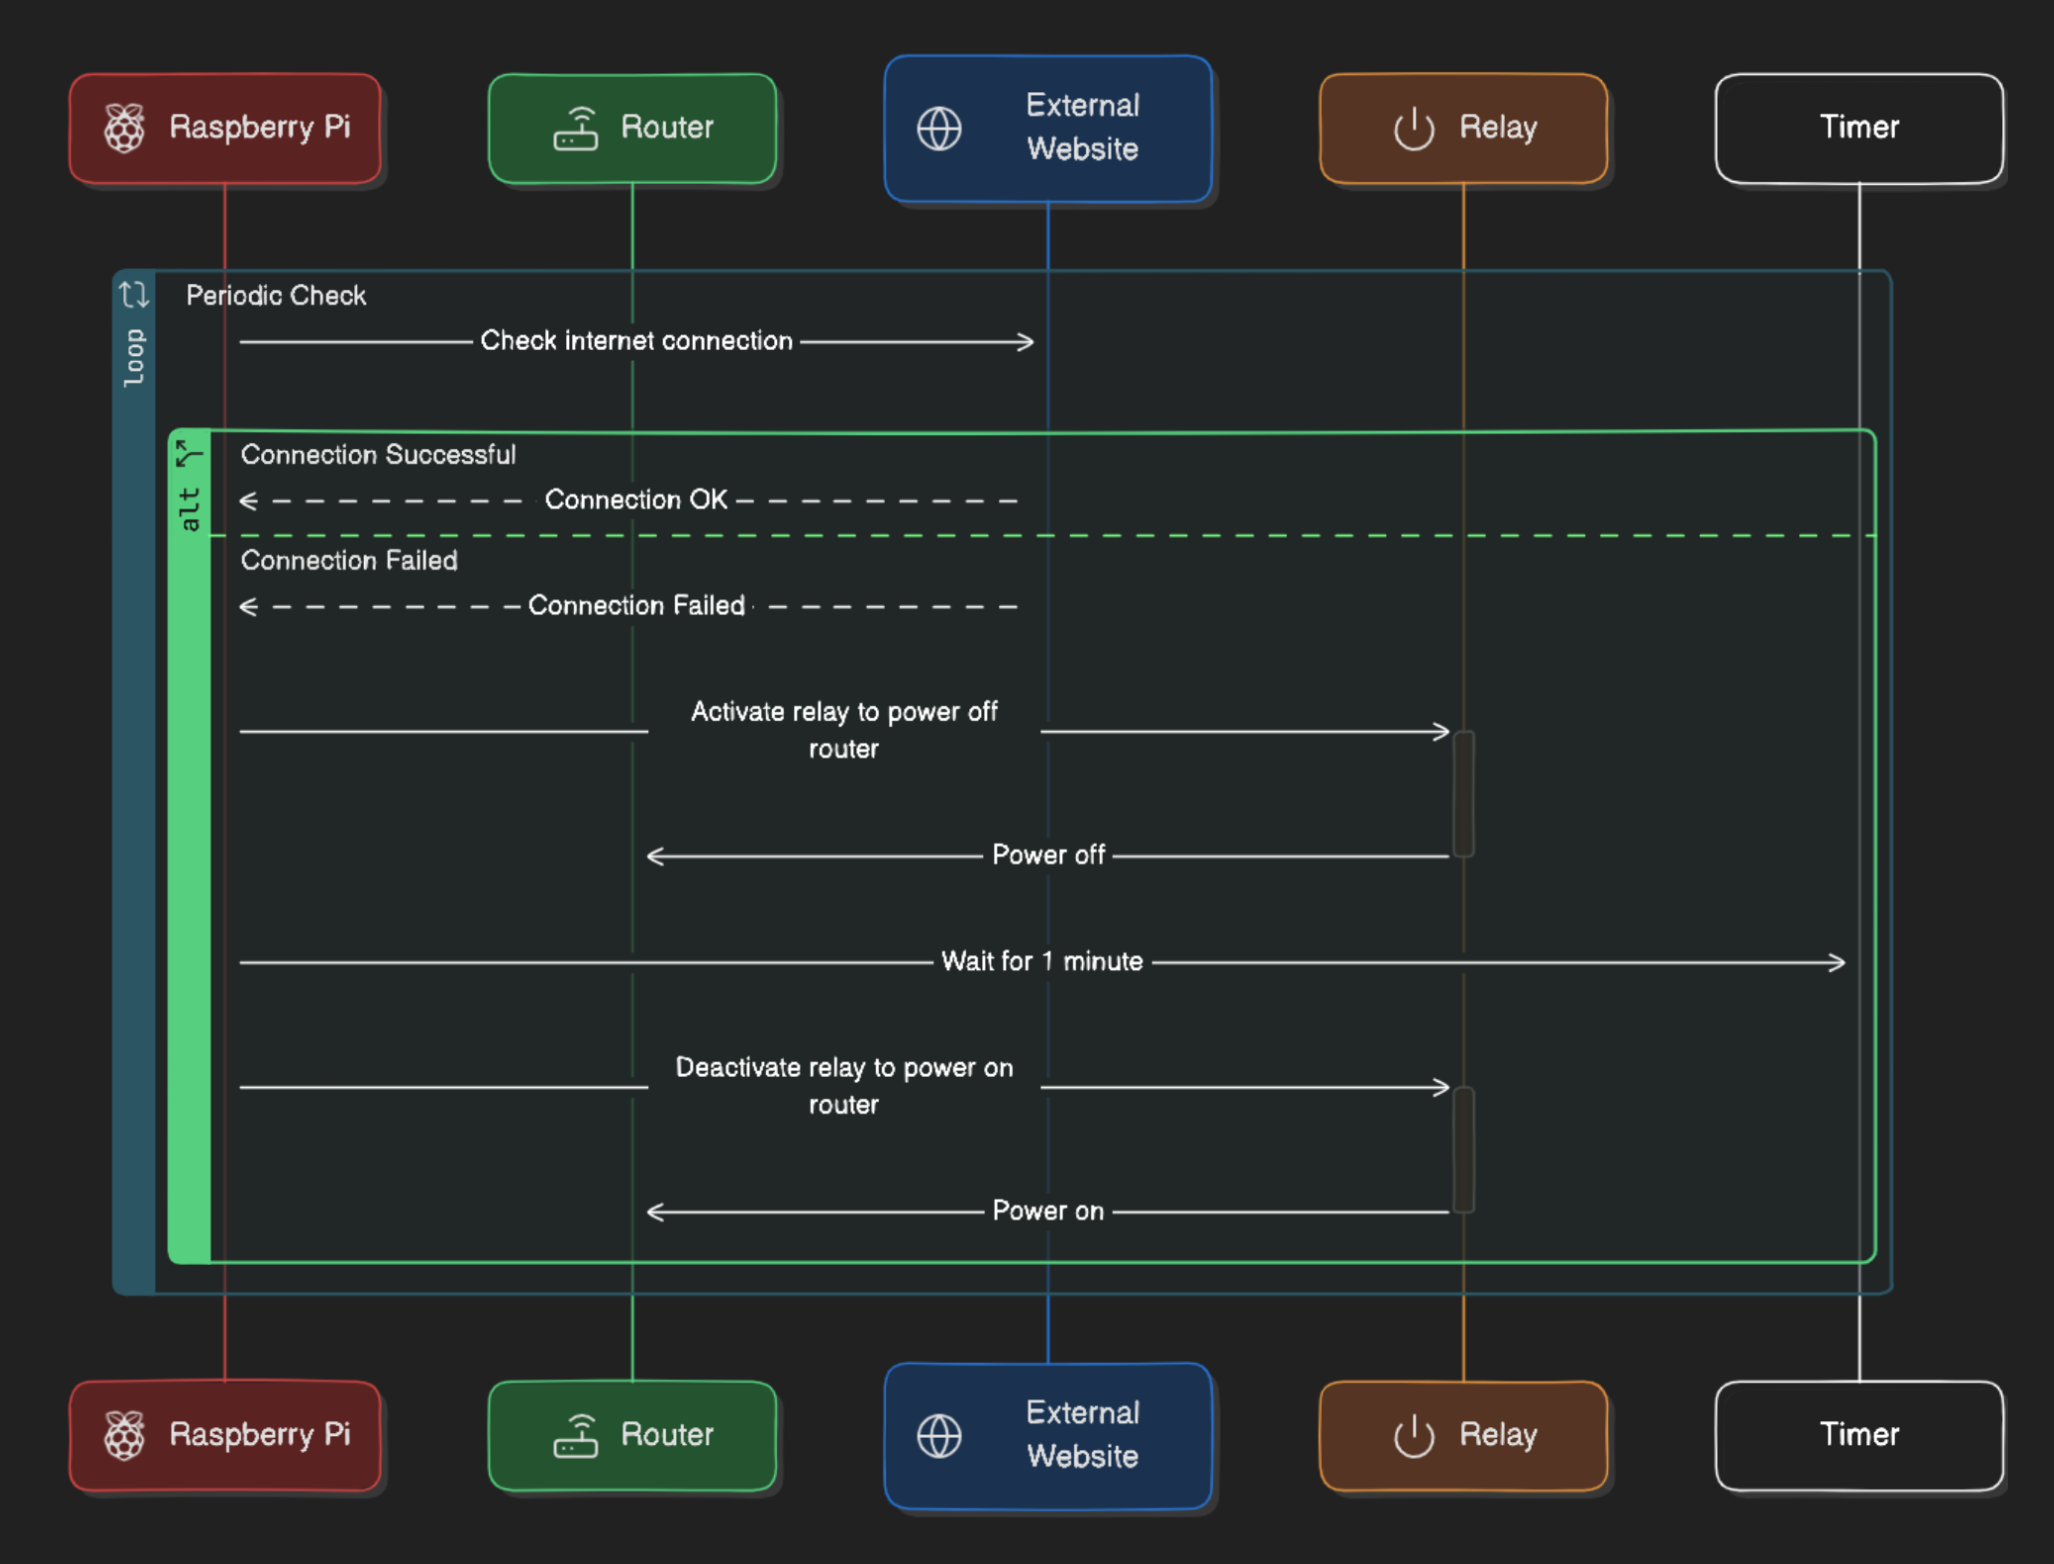 Raspberry Pi
Router
External
Website
Relay
Timer
loop
Periodic Check
Check internet connection
alt
Connection Successful
Connection OK
Connection Failed
Connection Failed
Activate relay to power off
router
Power off
Wait for 1 minute
Deactivate relay to power on
router
Power on
Raspberry Pi
Router
External
Website
Relay
Timer